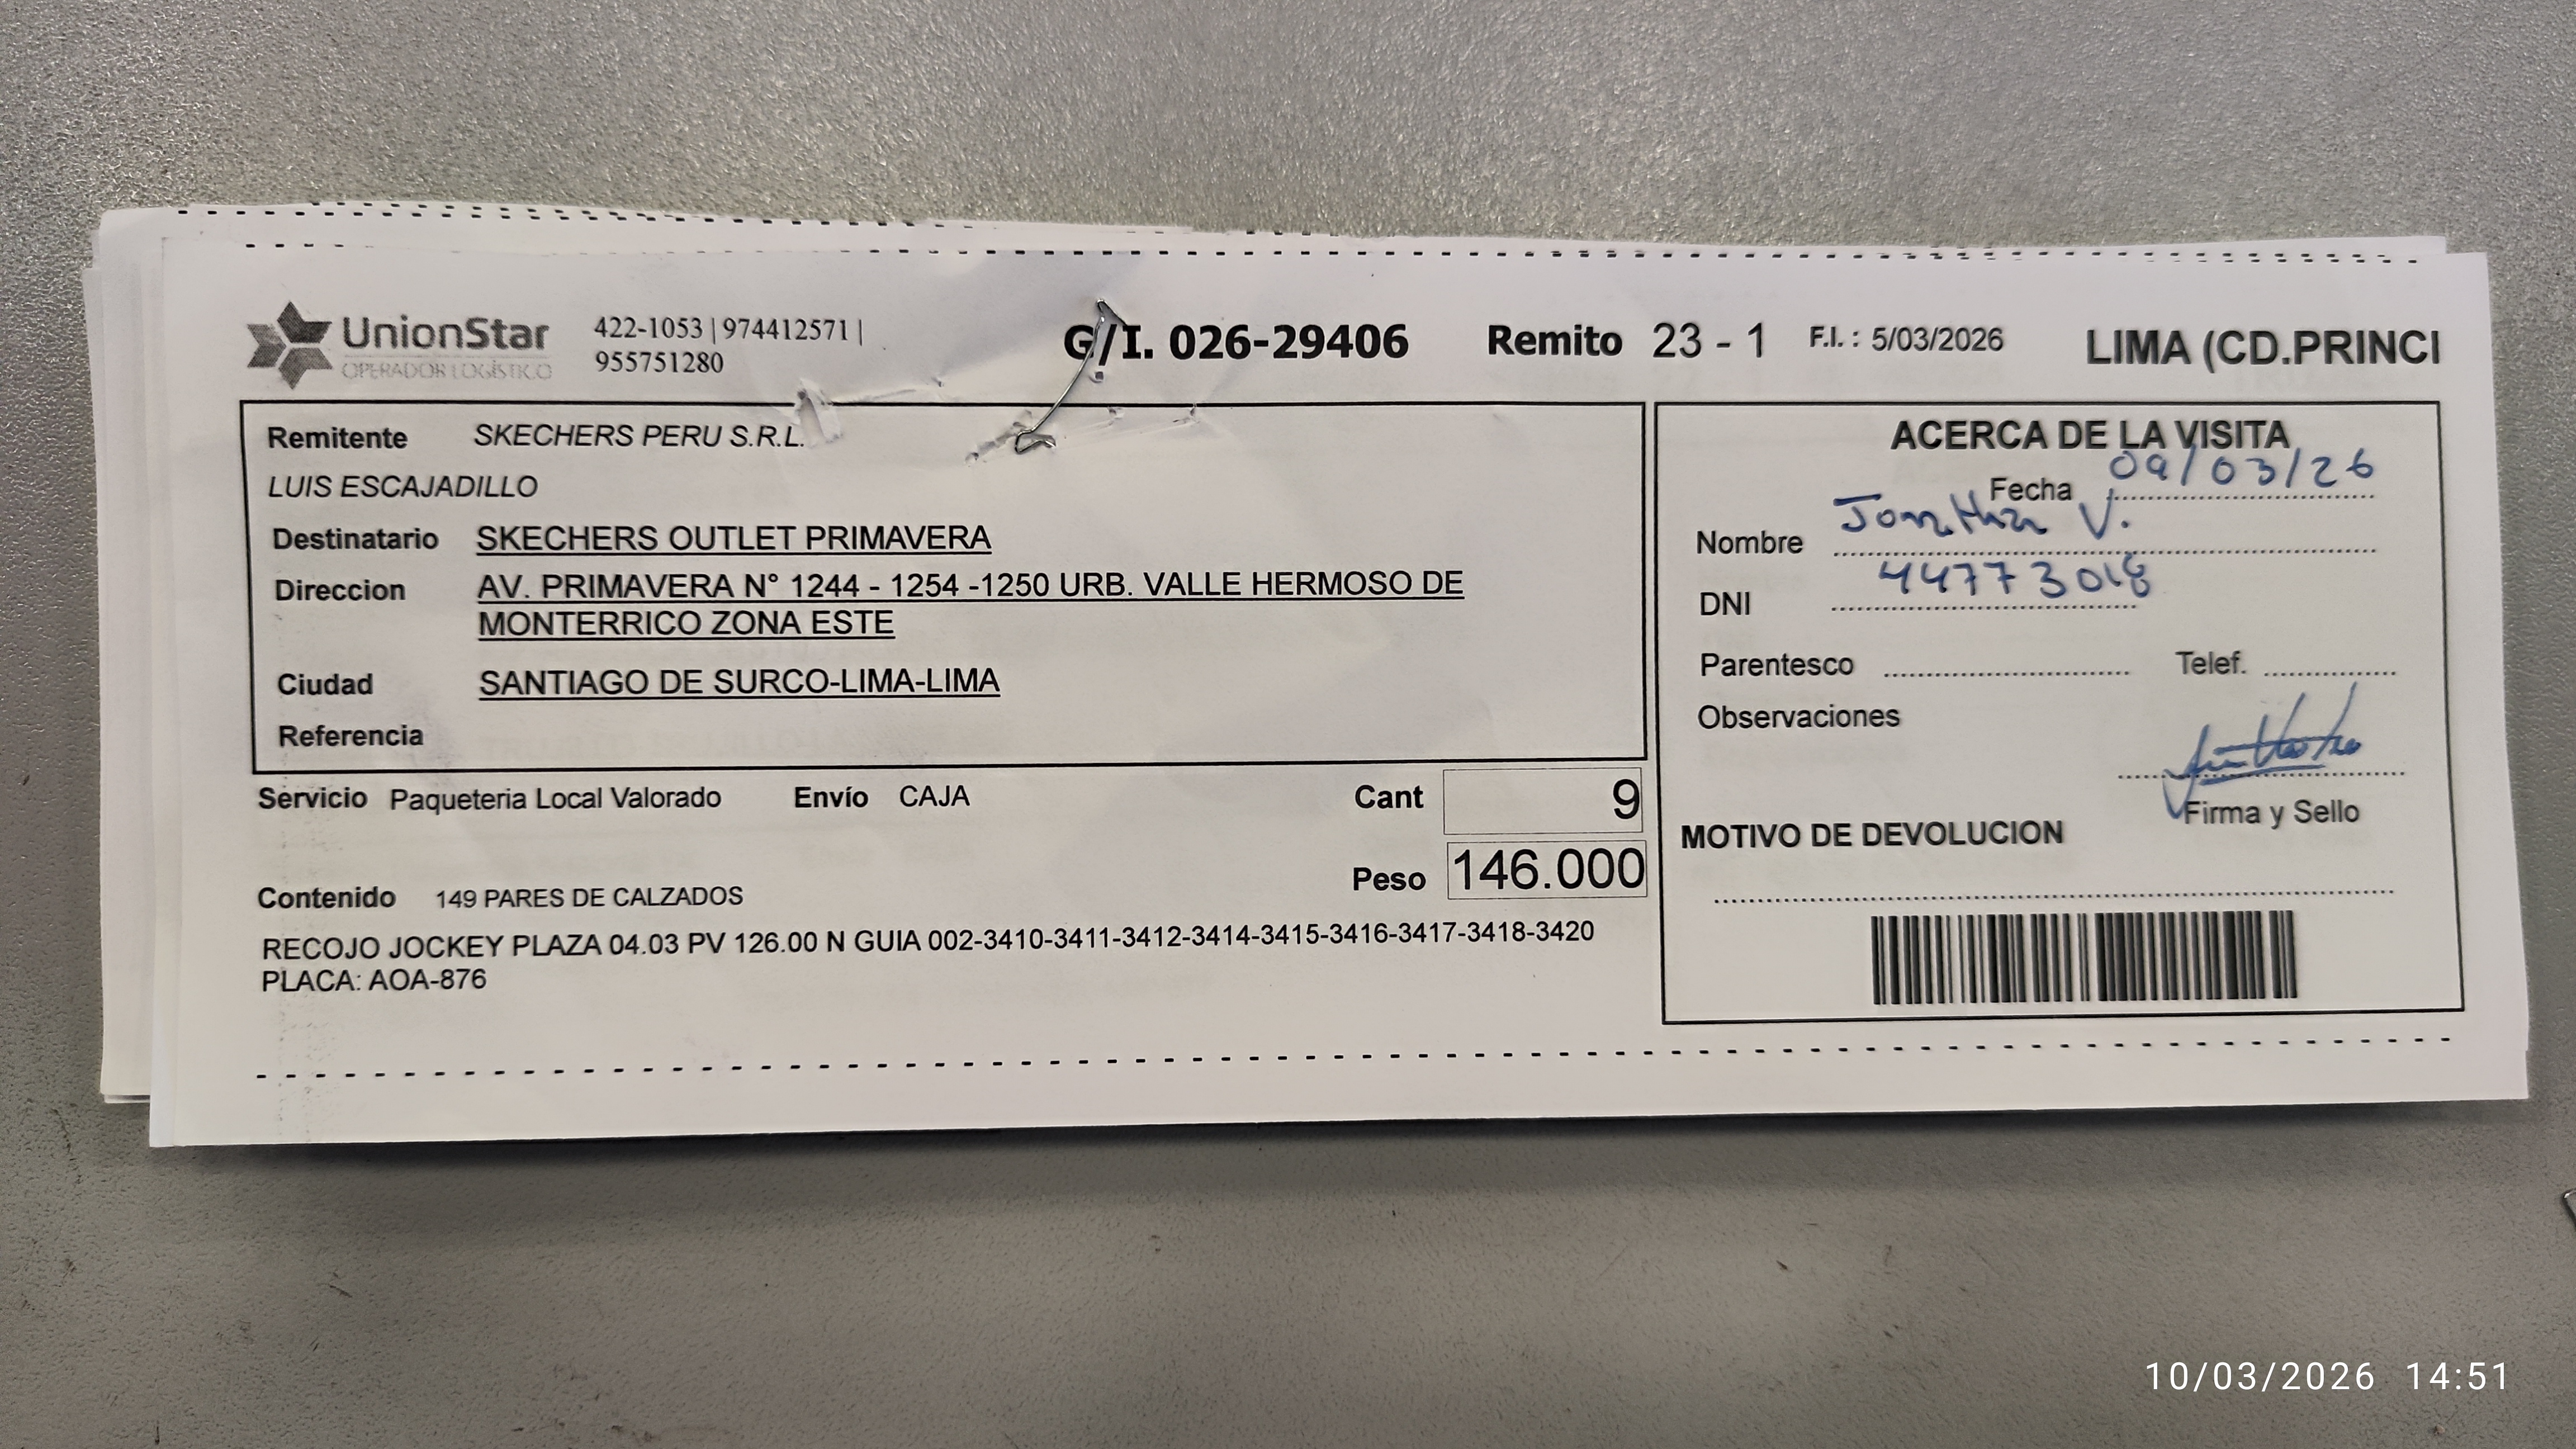 UnionStar
OPERADOR LOGÍSTICO
422-1053 | 974412571 |
955751280
G/I. 026-29406
Remito 23 - 1
F.I. : 5/03/2026
LIMA (CD.PRINCI
Remitente SKECHERS PERU S.R.L.
LUIS ESCAJADILLO
Destinatario SKECHERS OUTLET PRIMAVERA
Direccion AV. PRIMAVERA N° 1244 - 1254 -1250 URB. VALLE HERMOSO DE
MONTERRICO ZONA ESTE
Ciudad SANTIAGO DE SURCO-LIMA-LIMA
Referencia
Servicio Paqueteria Local Valorado Envío CAJA Cant 9
Peso 146.000
Contenido 149 PARES DE CALZADOS
RECOJO JOCKEY PLAZA 04.03 PV 126.00 N GUIA 002-3410-3411-3412-3414-3415-3416-3417-3418-3420
PLACA: AOA-876
ACERCA DE LA VISITA
Fecha 09/03/26
Nombre Jonathan V.
DNI 44773018
Parentesco Telef.
Observaciones
Firma y Sello
MOTIVO DE DEVOLUCION
10/03/2026 14:51